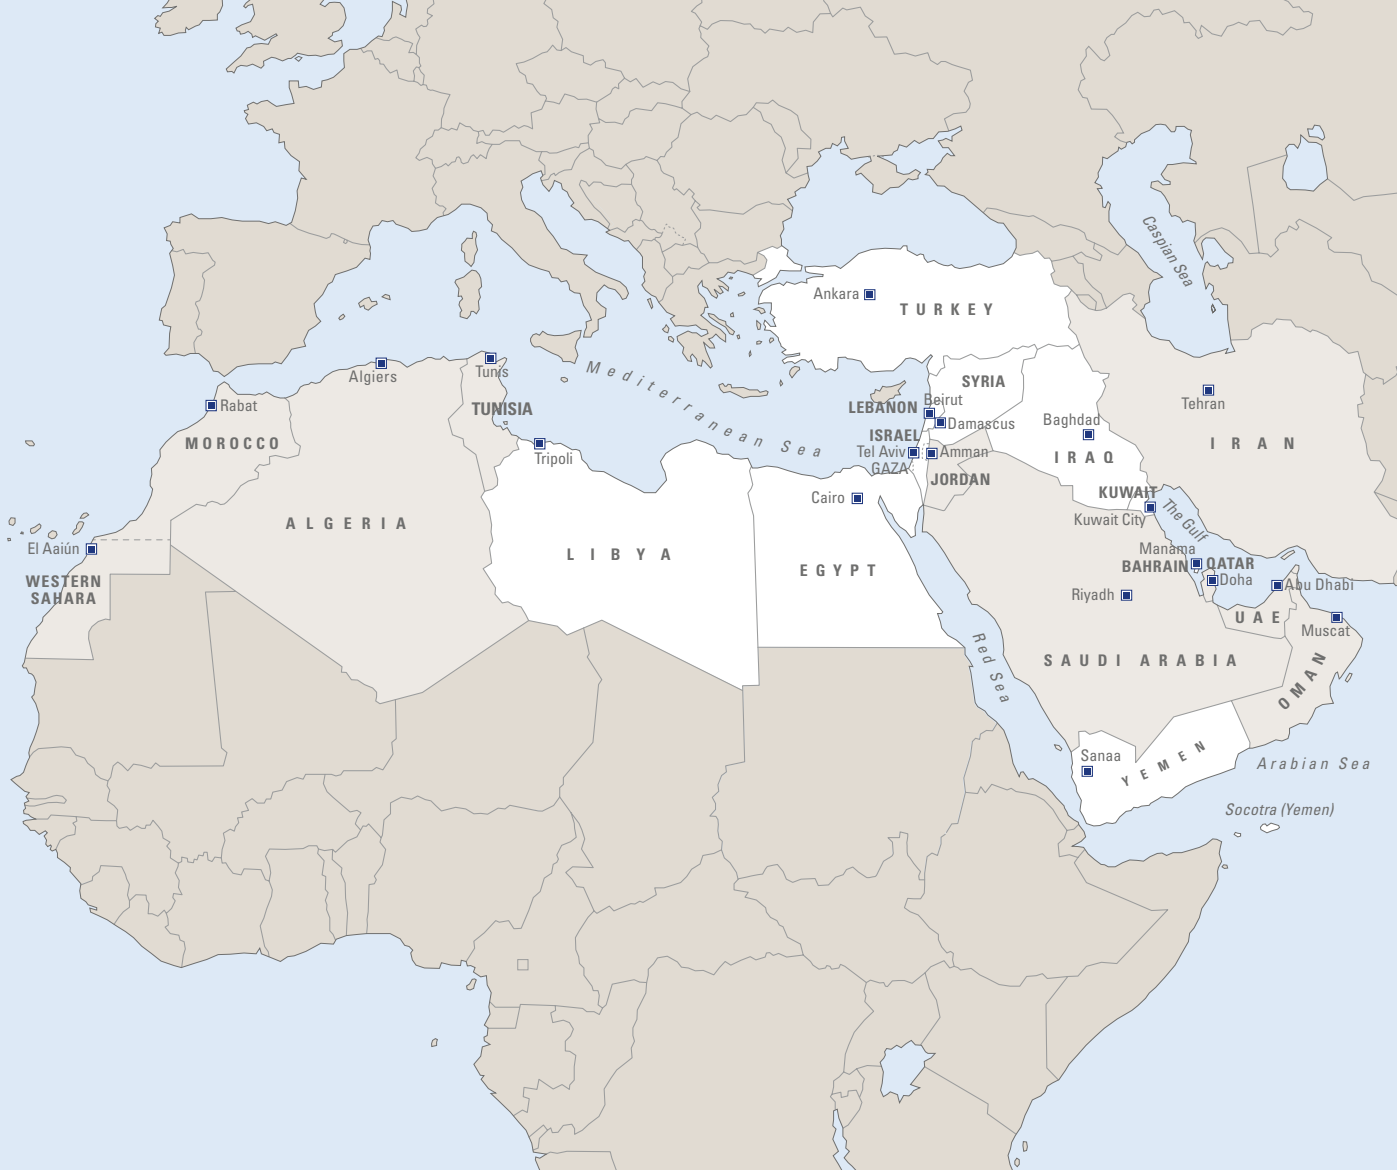 Caspian Sea
Ankara
TURKEY
Mediterranean Sea
Algiers
Tunis
SYRIA
Tehran
Rabat
TUNISIA
LEBANON
Beirut
Damascus
MOROCCO
Tripoli
ISRAEL
Tel Aviv
GAZA
Amman
JORDAN
Baghdad
IRAQ
IRAN
Cairo
KUWAIT
Kuwait City
The Gulf
ALGERIA
LIBYA
EGYPT
El Aaiún
WESTERN
SAHARA
Manama
BAHRAIN
QATAR
Doha
Abu Dhabi
Riyadh
UAE
Muscat
Red Sea
SAUDI ARABIA
OMAN
Sanaa
YEMEN
Arabian Sea
Socotra (Yemen)